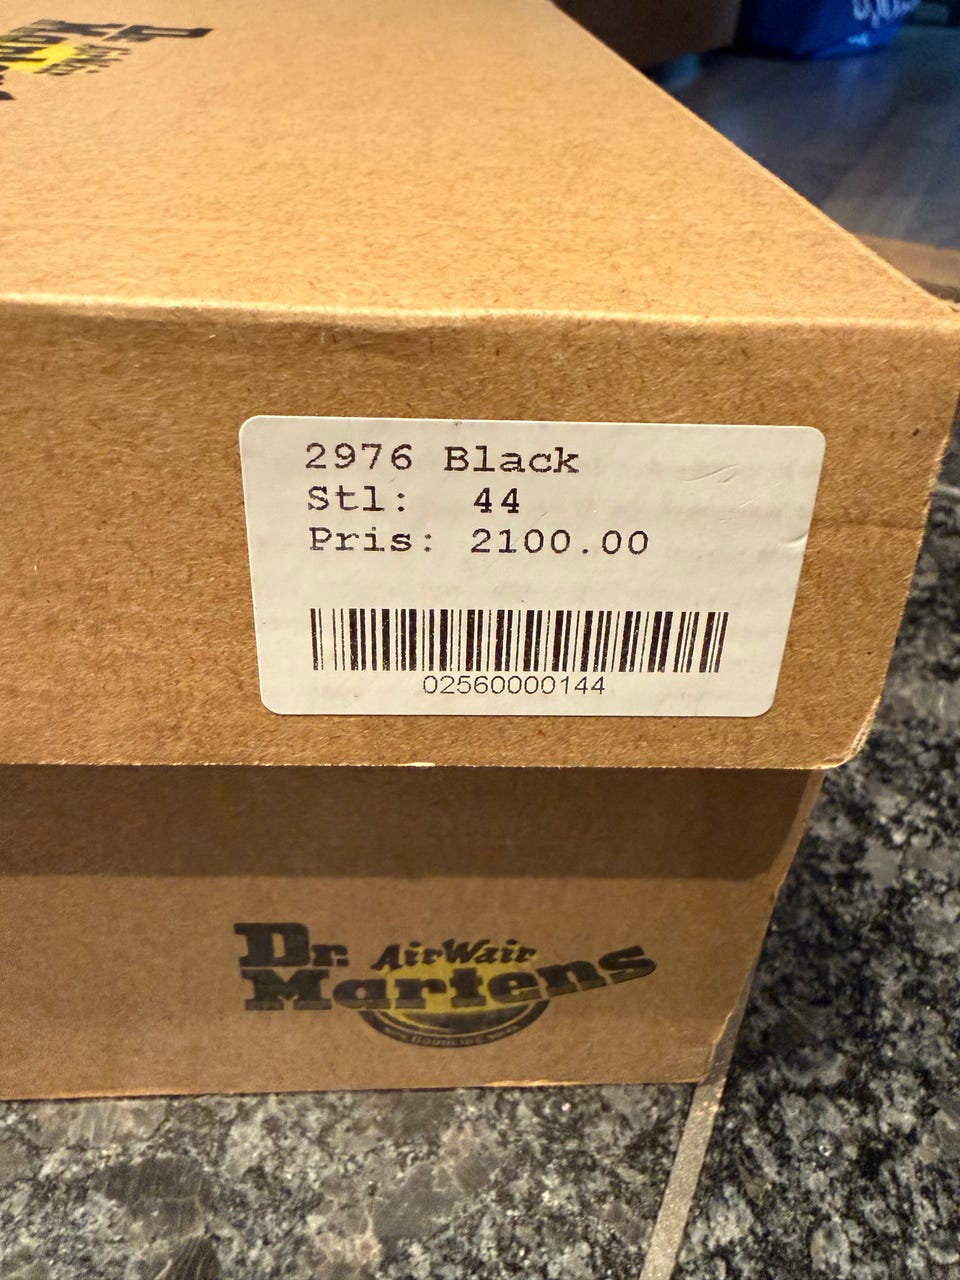 2976 Black
Stl: 44
Pris: 2100.00
02560000144
Dr. AirWair
Martens